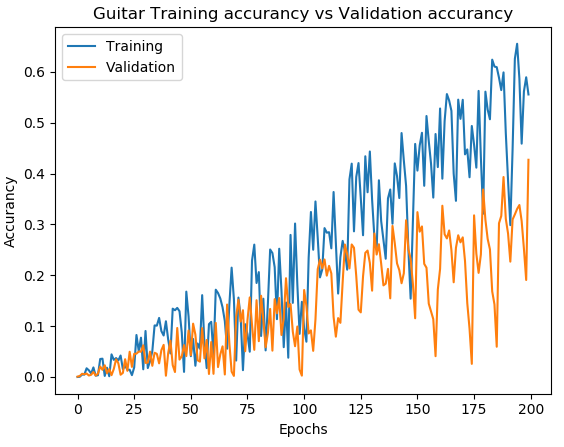 Guitar Training accurancy vs Validation accurancy
Training
Validation
Accurancy
0.6
0.5
0.4
0.3
0.2
0.1
0.0
0 25 50 75 100 125 150 175 200
Epochs